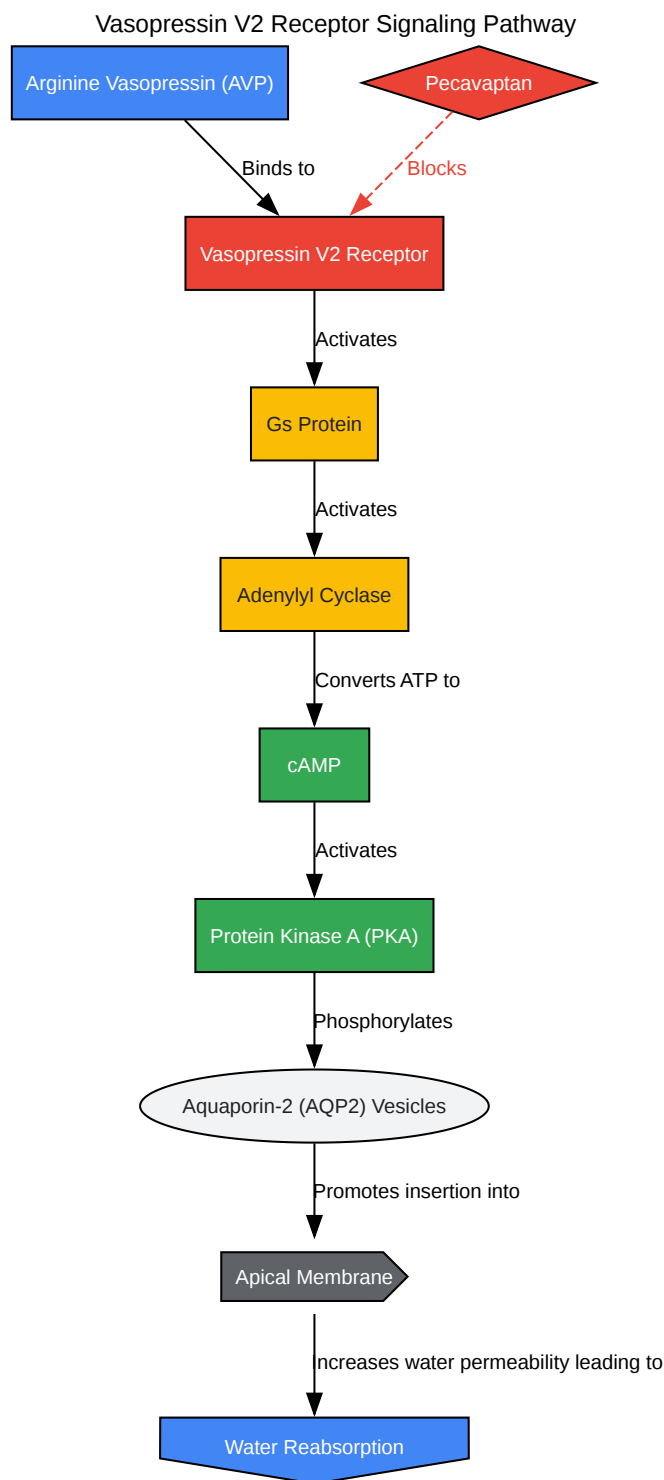 Vasopressin V2 Receptor Signaling Pathway
Arginine Vasopressin (AVP)
Pecavaptan
Binds to
Blocks
Vasopressin V2 Receptor
Activates
Gs Protein
Activates
Adenylyl Cyclase
Converts ATP to
cAMP
Activates
Protein Kinase A (PKA)
Phosphorylates
Aquaporin-2 (AQP2) Vesicles
Promotes insertion into
Apical Membrane
Increases water permeability leading to
Water Reabsorption